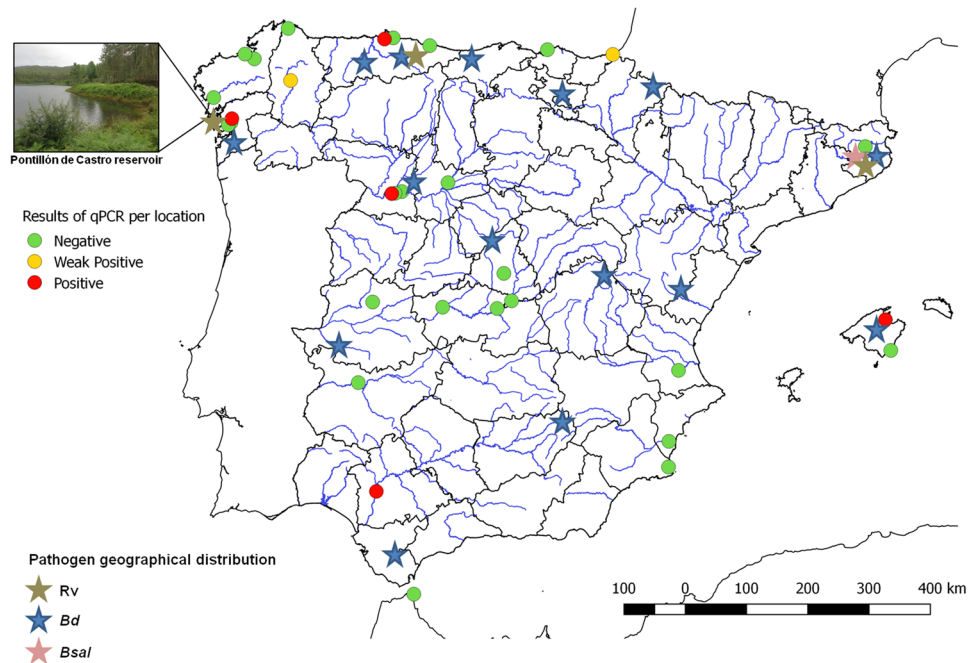 Pontillón de Castro reservoir
Results of qPCR per location
Negative
Weak Positive
Positive
Pathogen geographical distribution
Rv
Bd
Bsal
100 0 100 200 300 400 km